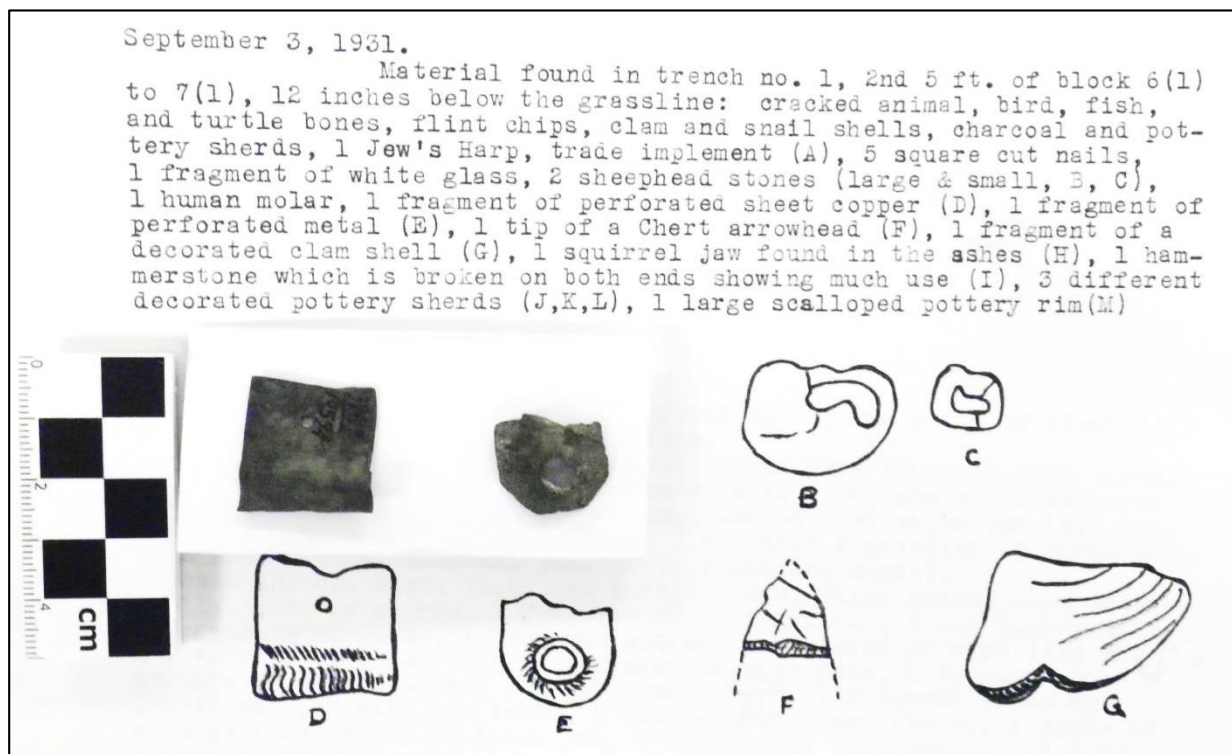 September 3, 1931.
Material found in trench no. 1, 2nd 5 ft. of block 6(1)
to 7(1), 12 inches below the grassline: cracked animal, bird, fish,
and turtle bones, flint chips, clam and snail shells, charcoal and pot-
tery sherds, 1 Jew's Harp, trade implement (A), 5 square cut nails,
1 fragment of white glass, 2 sheephead stones (large & small, B, C),
1 human molar, 1 fragment of perforated sheet copper (D), 1 fragment of
perforated metal (E), 1 tip of a Chert arrowhead (F), 1 fragment of a
decorated clam shell (G), 1 squirrel jaw found in the ashes (H), 1 ham-
merstone which is broken on both ends showing much use (I), 3 different
decorated pottery sherds (J,K,L), 1 large scalloped pottery rim(M)
0
2
4
cm
B
C
D
E
F
G